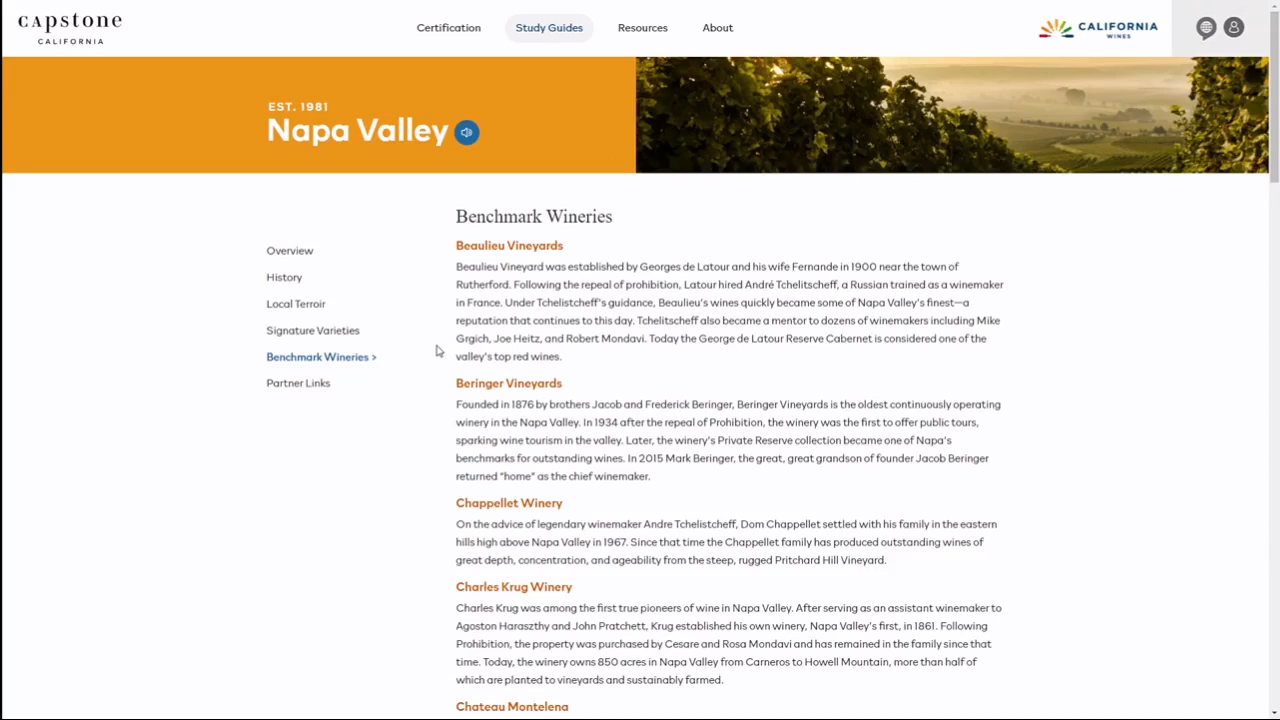 capstone
CALIFORNIA
Certification
Study Guides
Resources
About
CALIFORNIA
WINES
EST. 1981
Napa Valley
Overview
History
Local Terroir
Signature Varieties
Benchmark Wineries >
Partner Links
Benchmark Wineries
Beaulieu Vineyards
Beaulieu Vineyard was established by Georges de Latour and his wife Fernande in 1900 near the town of
Rutherford. Following the repeal of prohibition, Latour hired André Tchelitscheff, a Russian trained as a winemaker
in France. Under Tchelistcheff's guidance, Beaulieu's wines quickly became some of Napa Valley's finest—a
reputation that continues to this day. Tchelitscheff also became a mentor to dozens of winemakers including Mike
Grgich, Joe Heitz, and Robert Mondavi. Today the George de Latour Reserve Cabernet is considered one of the
valley's top red wines.
Beringer Vineyards
Founded in 1876 by brothers Jacob and Frederick Beringer, Beringer Vineyards is the oldest continuously operating
winery in the Napa Valley. In 1934 after the repeal of Prohibition, the winery was the first to offer public tours,
sparking wine tourism in the valley. Later, the winery's Private Reserve collection became one of Napa's
benchmarks for outstanding wines. In 2015 Mark Beringer, the great, great grandson of founder Jacob Beringer
returned "home" as the chief winemaker.
Chappellet Winery
On the advice of legendary winemaker Andre Tchelistcheff, Dom Chappellet settled with his family in the eastern
hills high above Napa Valley in 1967. Since that time the Chappellet family has produced outstanding wines of
great depth, concentration, and ageability from the steep, rugged Pritchard Hill Vineyard.
Charles Krug Winery
Charles Krug was among the first true pioneers of wine in Napa Valley. After serving as an assistant winemaker to
Agoston Haraszthy and John Pratchett, Krug established his own winery, Napa Valley's first, in 1861. Following
Prohibition, the property was purchased by Cesare and Rosa Mondavi and has remained in the family since that
time. Today, the winery owns 850 acres in Napa Valley from Carneros to Howell Mountain, more than half of
which are planted to vineyards and sustainably farmed.
Chateau Montelena